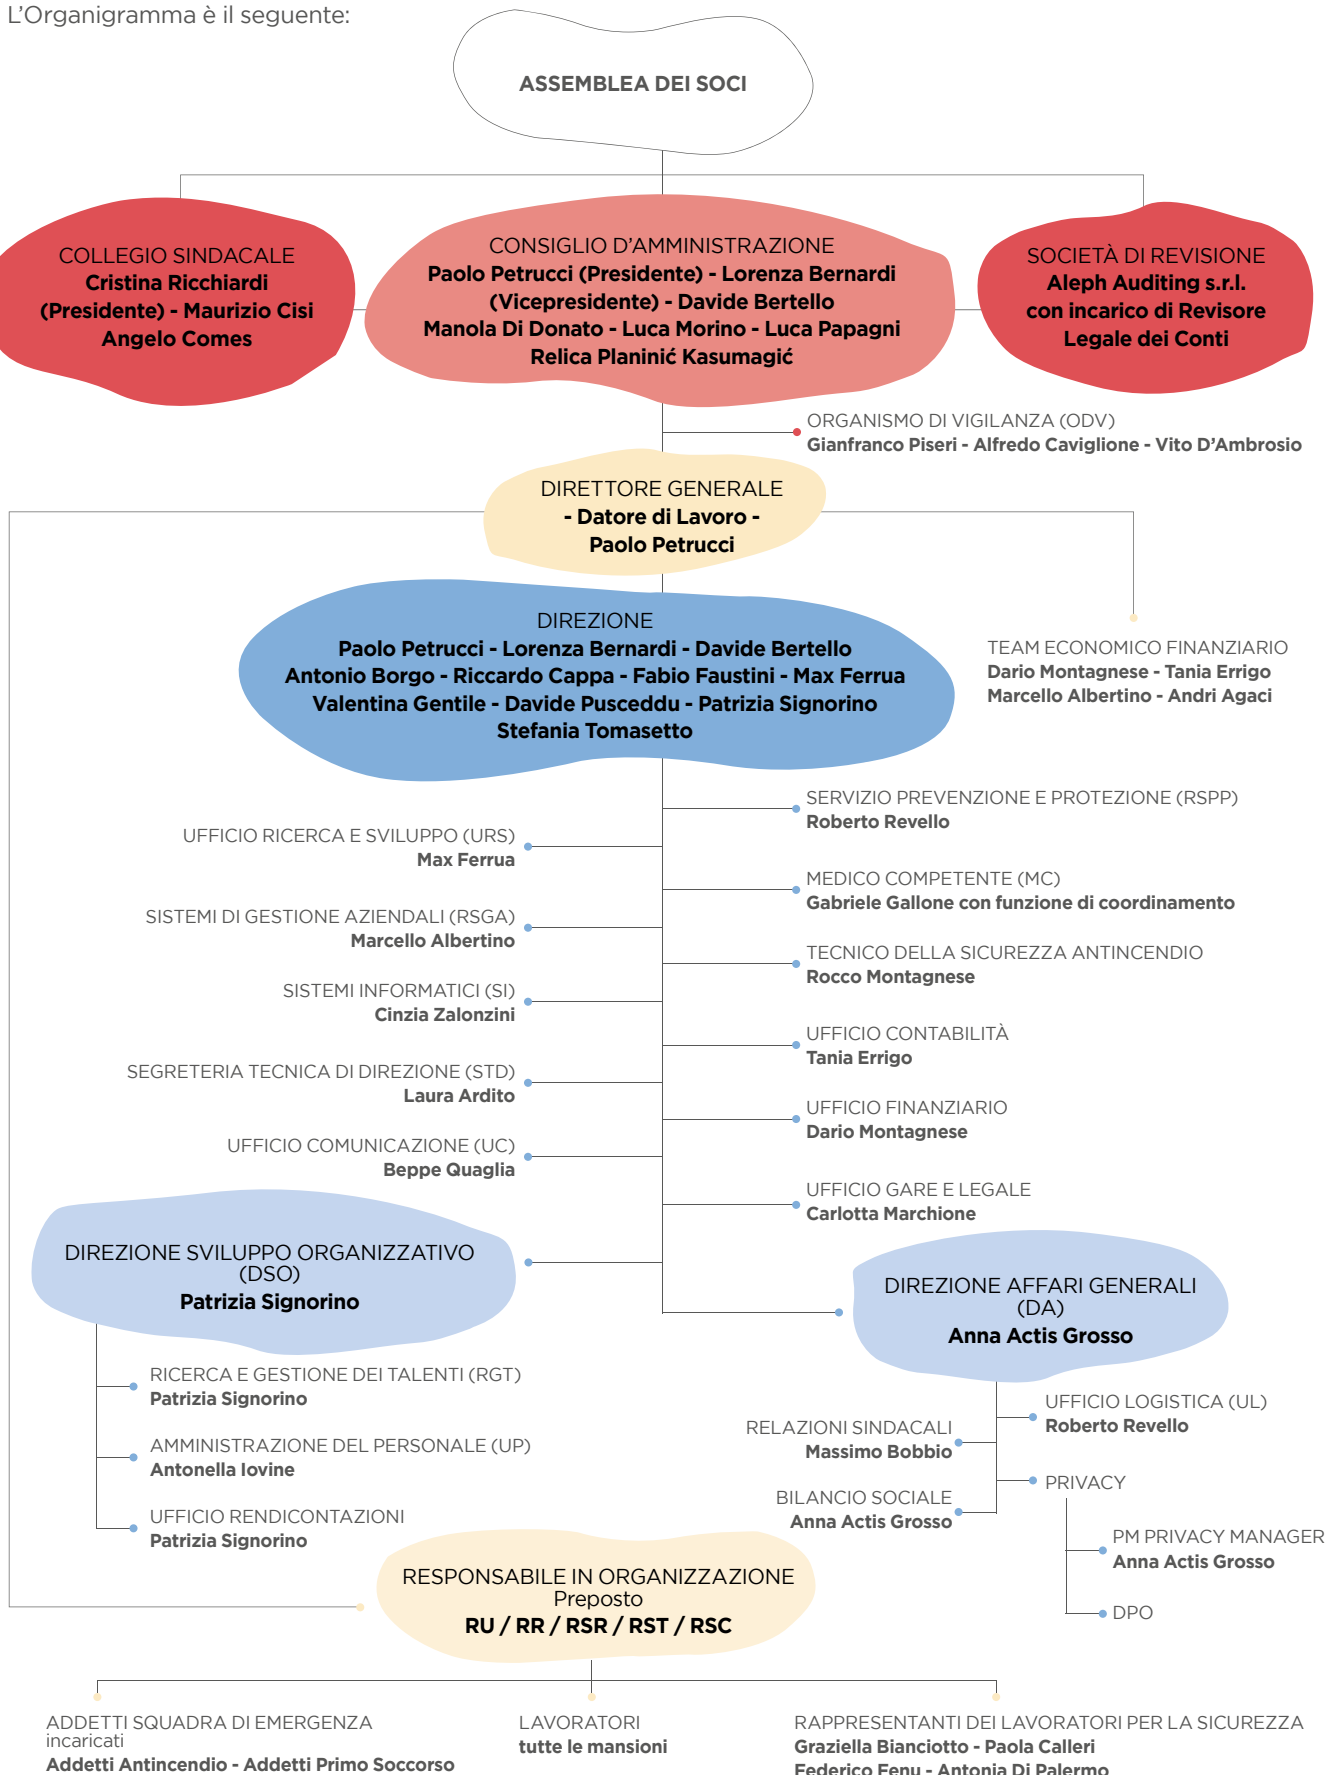 L'Organigramma è il seguente:
ASSEMBLEA DEI SOCI
COLLEGIO SINDACALE
Cristina Ricchiardi
(Presidente) - Maurizio Cisi
Angelo Comes
CONSIGLIO D'AMMINISTRAZIONE
Paolo Petrucci (Presidente) - Lorenza Bernardi
(Vicepresidente) - Davide Bertello
Manola Di Donato - Luca Morino - Luca Papagni
Relica Planinić Kasumagić
SOCIETÀ DI REVISIONE
Aleph Auditing s.r.l.
con incarico di Revisore
Legale dei Conti
ORGANISMO DI VIGILANZA (ODV)
Gianfranco Piseri - Alfredo Caviglione - Vito D'Ambrosio
DIRETTORE GENERALE
- Datore di Lavoro -
Paolo Petrucci
DIREZIONE
Paolo Petrucci - Lorenza Bernardi - Davide Bertello
Antonio Borgo - Riccardo Cappa - Fabio Faustini - Max Ferrua
Valentina Gentile - Davide Pusceddu - Patrizia Signorino
Stefania Tomasetto
TEAM ECONOMICO FINANZIARIO
Dario Montagnese - Tania Errigo
Marcello Albertino - Andri Agaci
UFFICIO RICERCA E SVILUPPO (URS)
Max Ferrua
SISTEMI DI GESTIONE AZIENDALI (RSGA)
Marcello Albertino
SISTEMI INFORMATICI (SI)
Cinzia Zalonzini
SEGRETERIA TECNICA DI DIREZIONE (STD)
Laura Ardito
UFFICIO COMUNICAZIONE (UC)
Beppe Quaglia
SERVIZIO PREVENZIONE E PROTEZIONE (RSPP)
Roberto Revello
MEDICO COMPETENTE (MC)
Gabriele Gallone con funzione di coordinamento
TECNICO DELLA SICUREZZA ANTINCENDIO
Rocco Montagnese
UFFICIO CONTABILITÀ
Tania Errigo
UFFICIO FINANZIARIO
Dario Montagnese
UFFICIO GARE E LEGALE
Carlotta Marchione
DIREZIONE SVILUPPO ORGANIZZATIVO
(DSO)
Patrizia Signorino
RICERCA E GESTIONE DEI TALENTI (RGT)
Patrizia Signorino
AMMINISTRAZIONE DEL PERSONALE (UP)
Antonella Iovine
UFFICIO RENDICONTAZIONI
Patrizia Signorino
DIREZIONE AFFARI GENERALI
(DA)
Anna Actis Grosso
RELAZIONI SINDACALI
Massimo Bobbio
BILANCIO SOCIALE
Anna Actis Grosso
UFFICIO LOGISTICA (UL)
Roberto Revello
PRIVACY
PM PRIVACY MANAGER
Anna Actis Grosso
DPO
RESPONSABILE IN ORGANIZZAZIONE
Preposto
RU / RR / RSR / RST / RSC
ADDETTI SQUADRA DI EMERGENZA
incaricati
Addetti Antincendio - Addetti Primo Soccorso
LAVORATORI
tutte le mansioni
RAPPRESENTANTI DEI LAVORATORI PER LA SICUREZZA
Graziella Bianciotto - Paola Calleri
Federico Fenu - Antonia Di Palermo